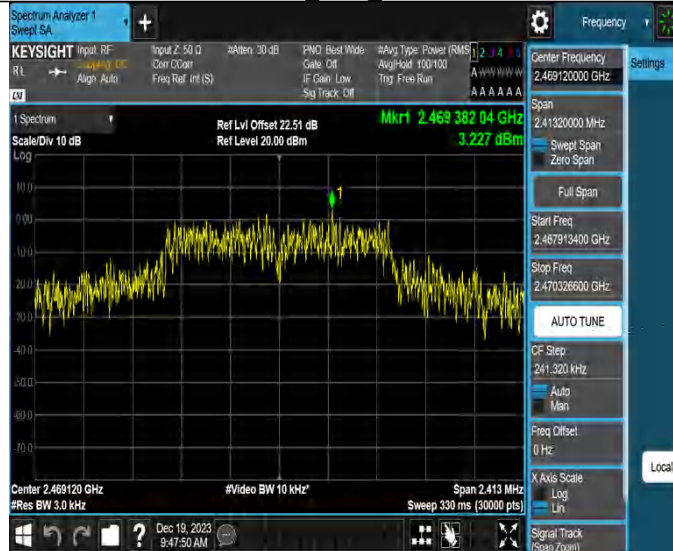 Spectrum Analyzer 1
Swept SA
+
Frequency
KEYSIGHT
RL
Input: RF
Coupling: DC
Align: Auto
Input Z: 50 Ω
Corr CCorr
Freq Ref: Int (S)
#Atten: 30 dB
PNO: Best Wide
Gate: Off
IF Gain: Low
Sig Track: Off
#Avg Type: Power (RMS
Avg|Hold: 100/100
Trig: Free Run
1 2 3 4 5 6
A W W W W W
A A A A A A
1 Spectrum
Scale/Div 10 dB
Ref Lvl Offset 22.51 dB
Ref Level 20.00 dBm
Mkr1 2.469 382 04 GHz
3.227 dBm
Log
1
10.0
0.00
-10.0
-20.0
-30.0
-40.0
-50.0
-60.0
-70.0
Center 2.469120 GHz
#Res BW 3.0 kHz
#Video BW 10 kHz*
Span 2.413 MHz
Sweep 330 ms (30000 pts)
Center Frequency
2.469120000 GHz
Settings
Span
2.41320000 MHz
Swept Span
Zero Span
Full Span
Start Freq
2.467913400 GHz
Stop Freq
2.470326600 GHz
AUTO TUNE
CF Step
241.320 kHz
Auto
Man
Freq Offset
0 Hz
X Axis Scale
Log
Lin
Local
Signal Track
(Span Zoom)
?
Dec 19, 2023
9:47:50 AM